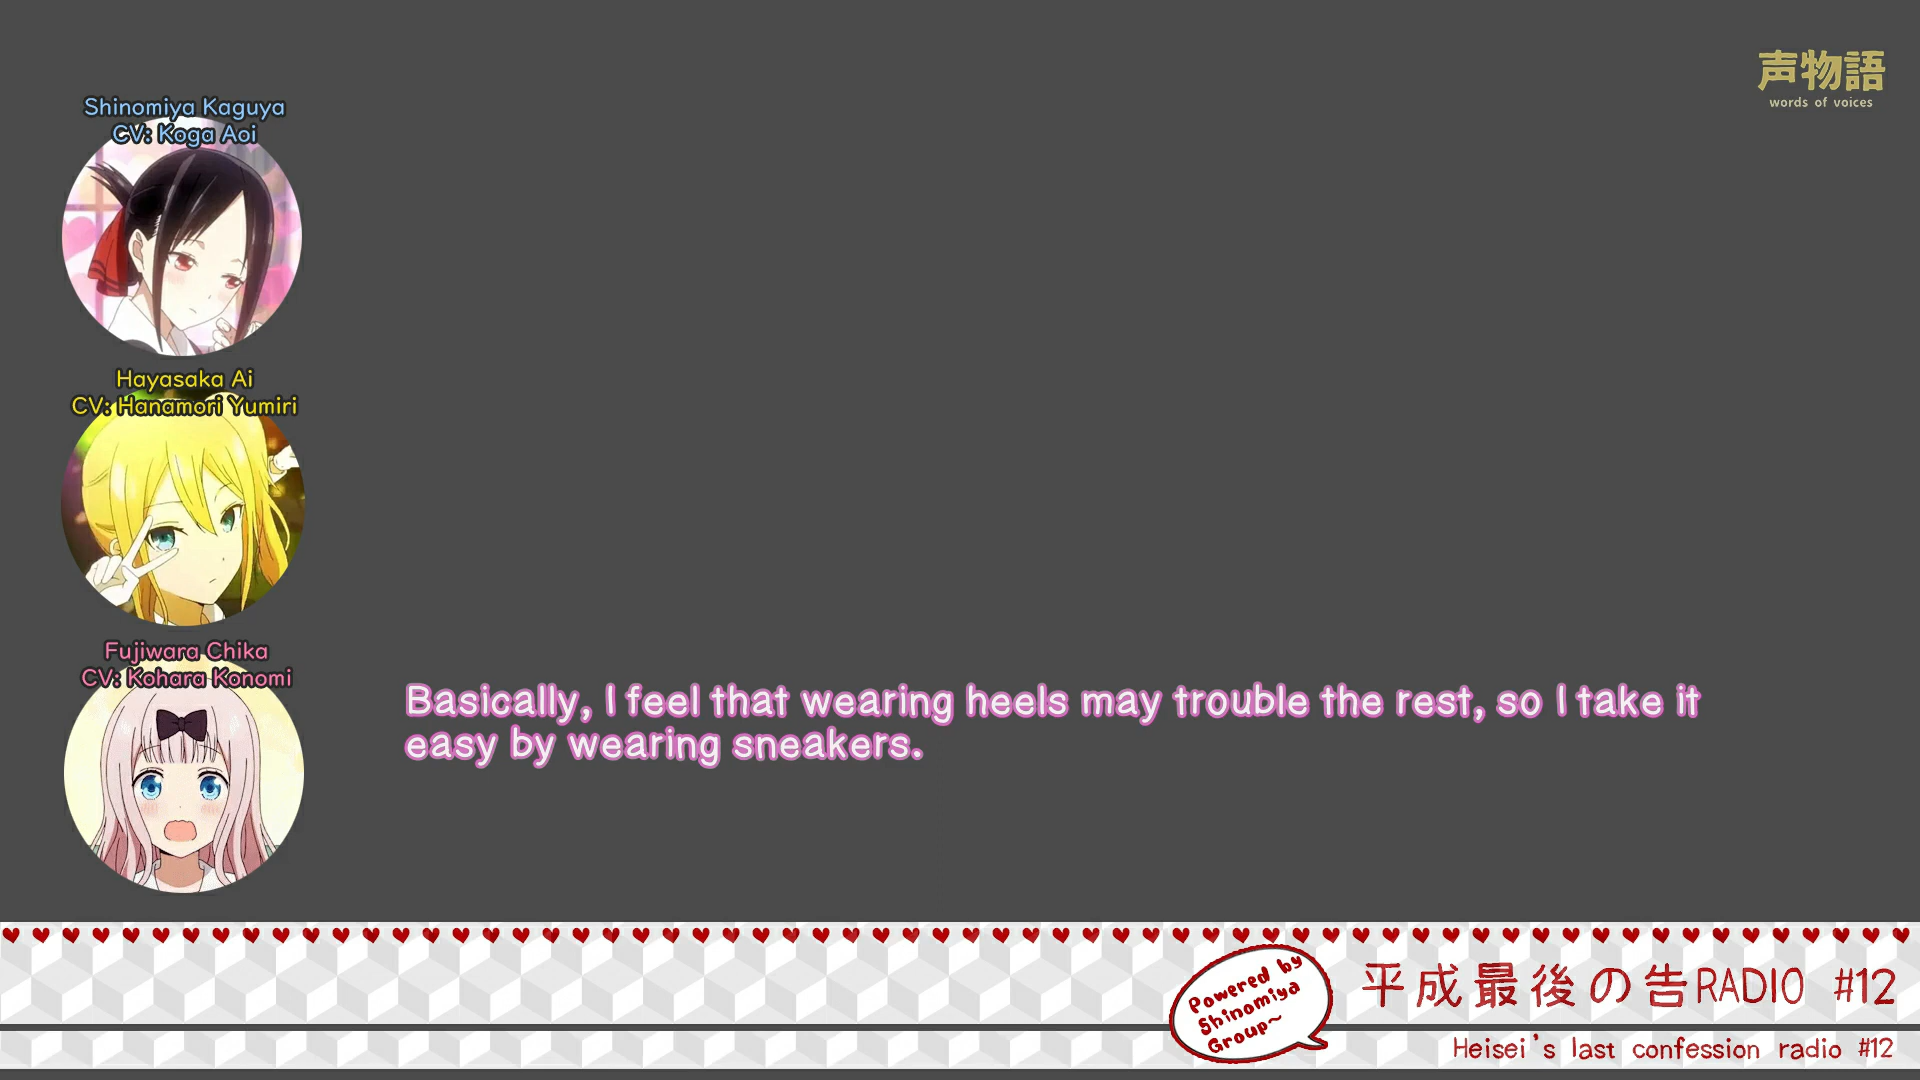 声物語
words of voices
Shinomiya Kaguya
CV: Koga Aoi
Hayasaka Ai
CV: Hanamori Yumiri
Fujiwara Chika
CV: Kohara Konomi
Basically, I feel that wearing heels may trouble the rest, so I take it
easy by wearing sneakers.
Powered by
Shinomiya
Group~
平成最後の告RADIO #12
Heisei's last confession radio #12